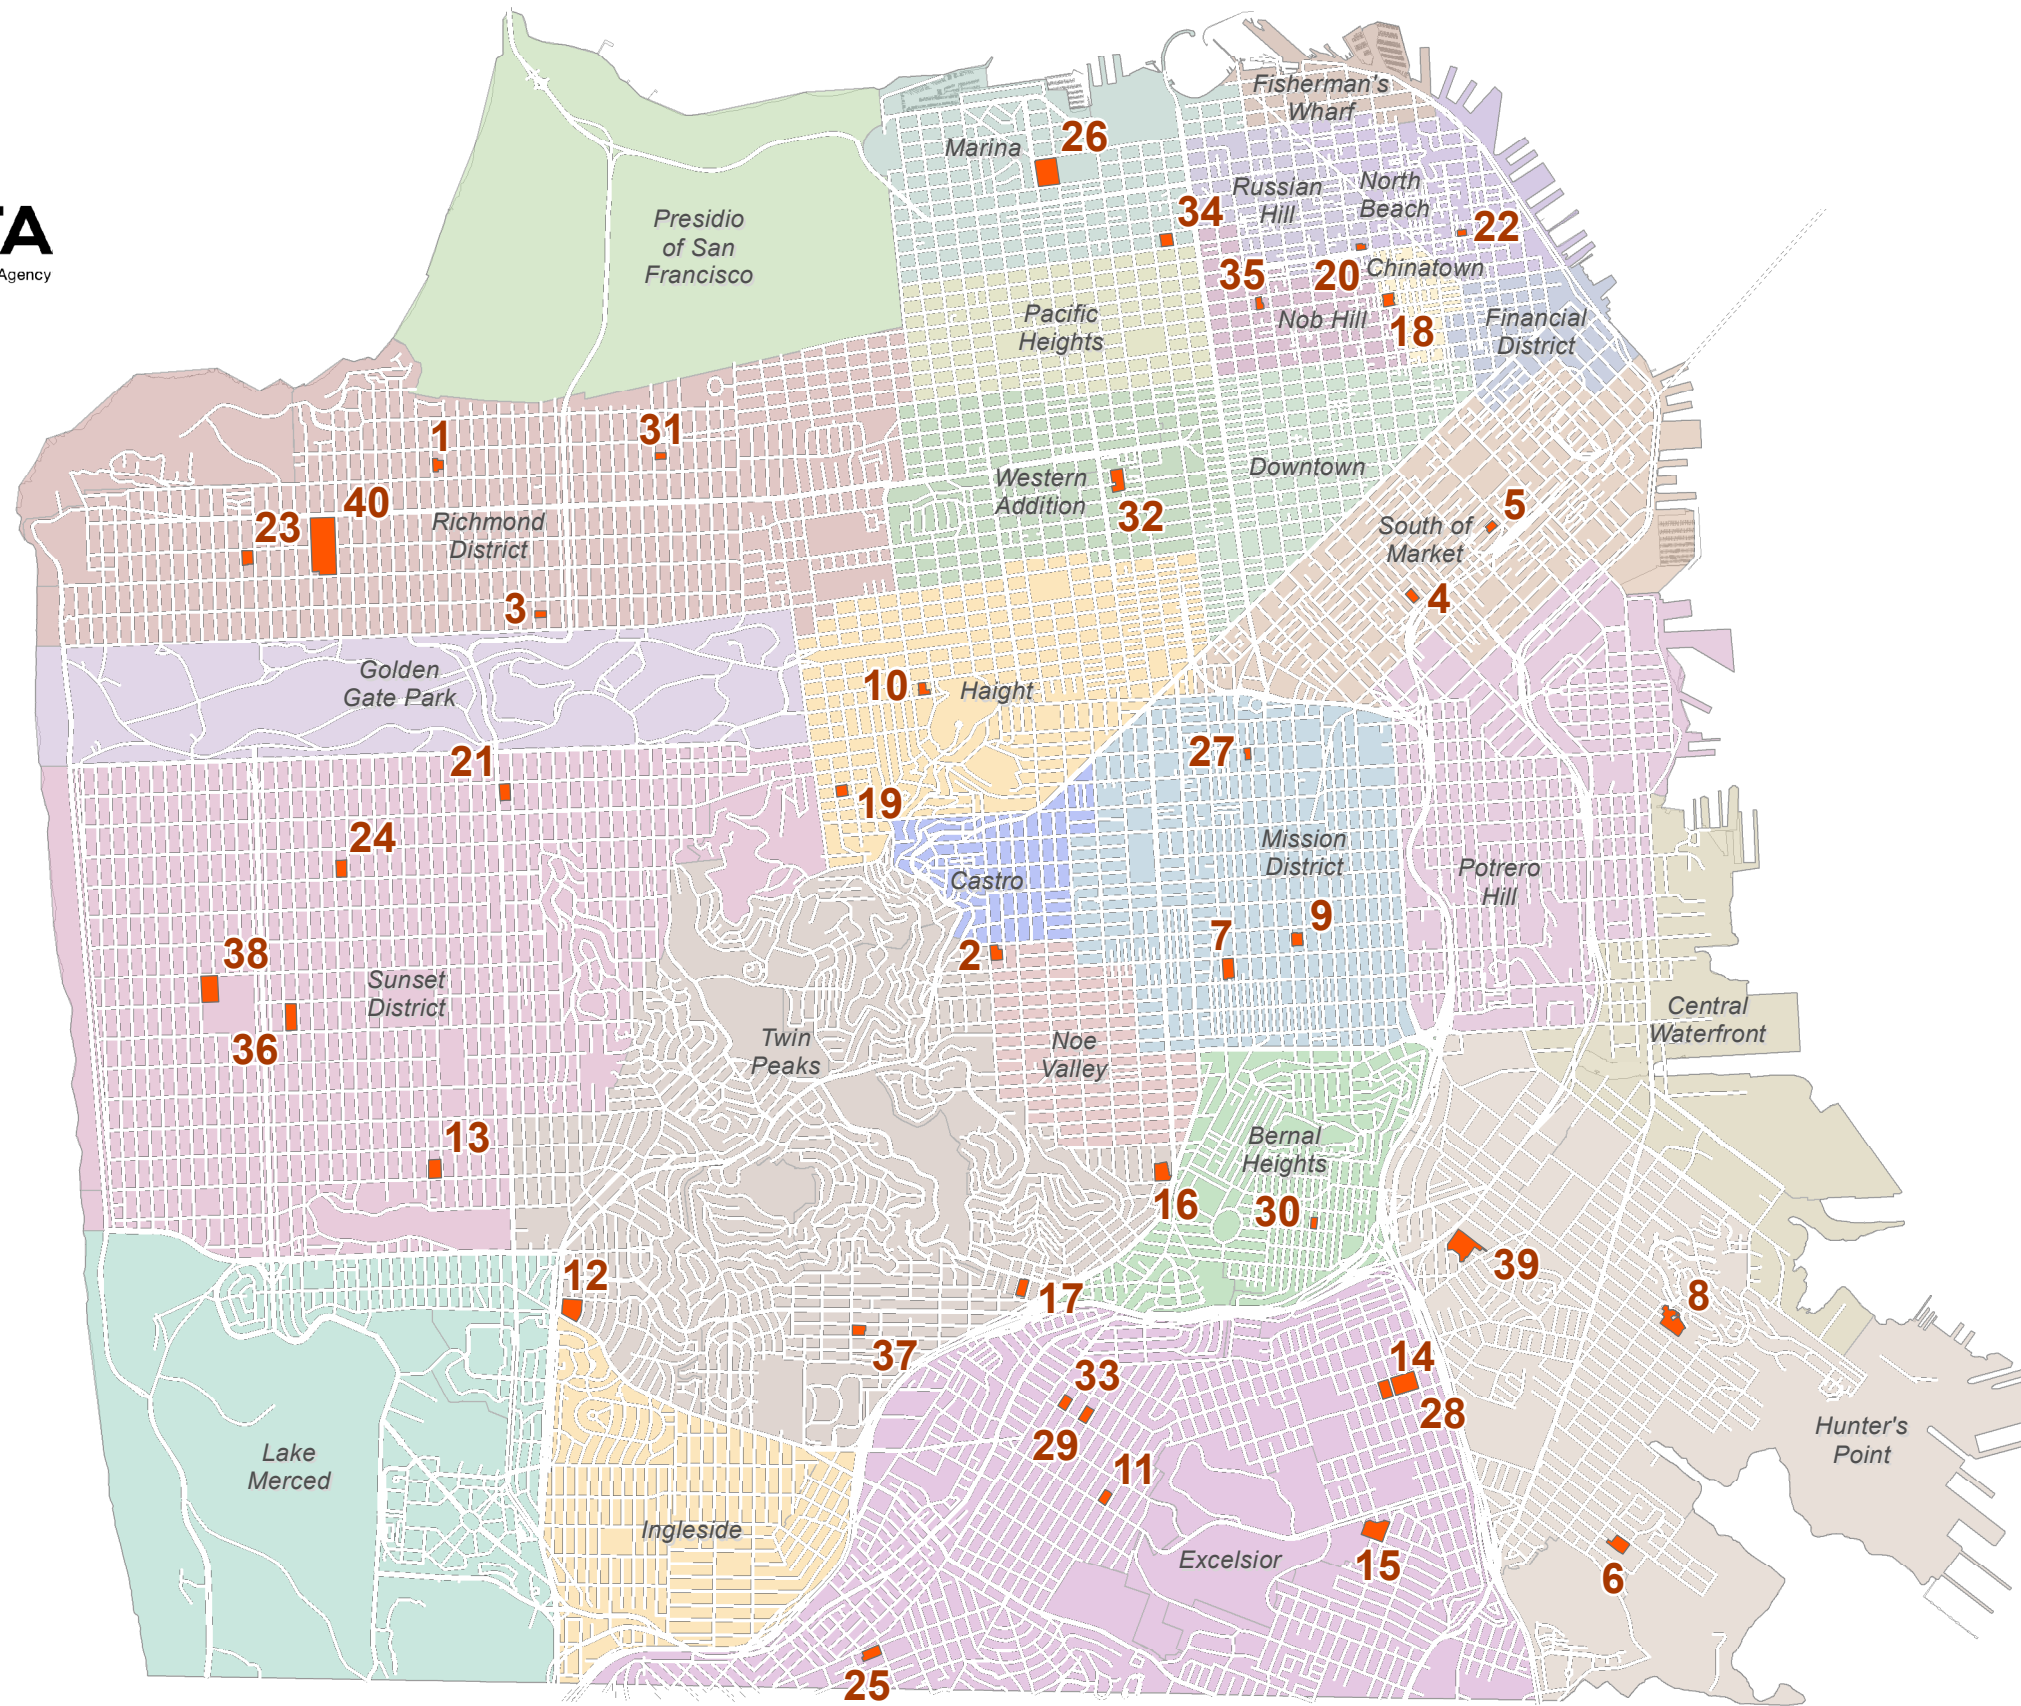 Fisherman's
Wharf
26
Marina
North
Beach
Russian
Hill
34
22
TA
Agency
Presidio
of San
Francisco
35
20
Chinatown
Pacific
Heights
Nob Hill
18
Financial
District
1
31
40
Western
Addition
32
Downtown
5
South of
Market
23
Richmond
District
3
4
Golden
Gate Park
10
Haight
21
27
19
24
Mission
District
Castro
Potrero
Hill
9
7
2
38
Sunset
District
36
Twin
Peaks
Noe
Valley
Central
Waterfront
13
Bernal
Heights
16
30
39
12
17
8
37
33
14
28
29
11
Hunter's
Point
Lake
Merced
Ingleside
Excelsior
15
6
25